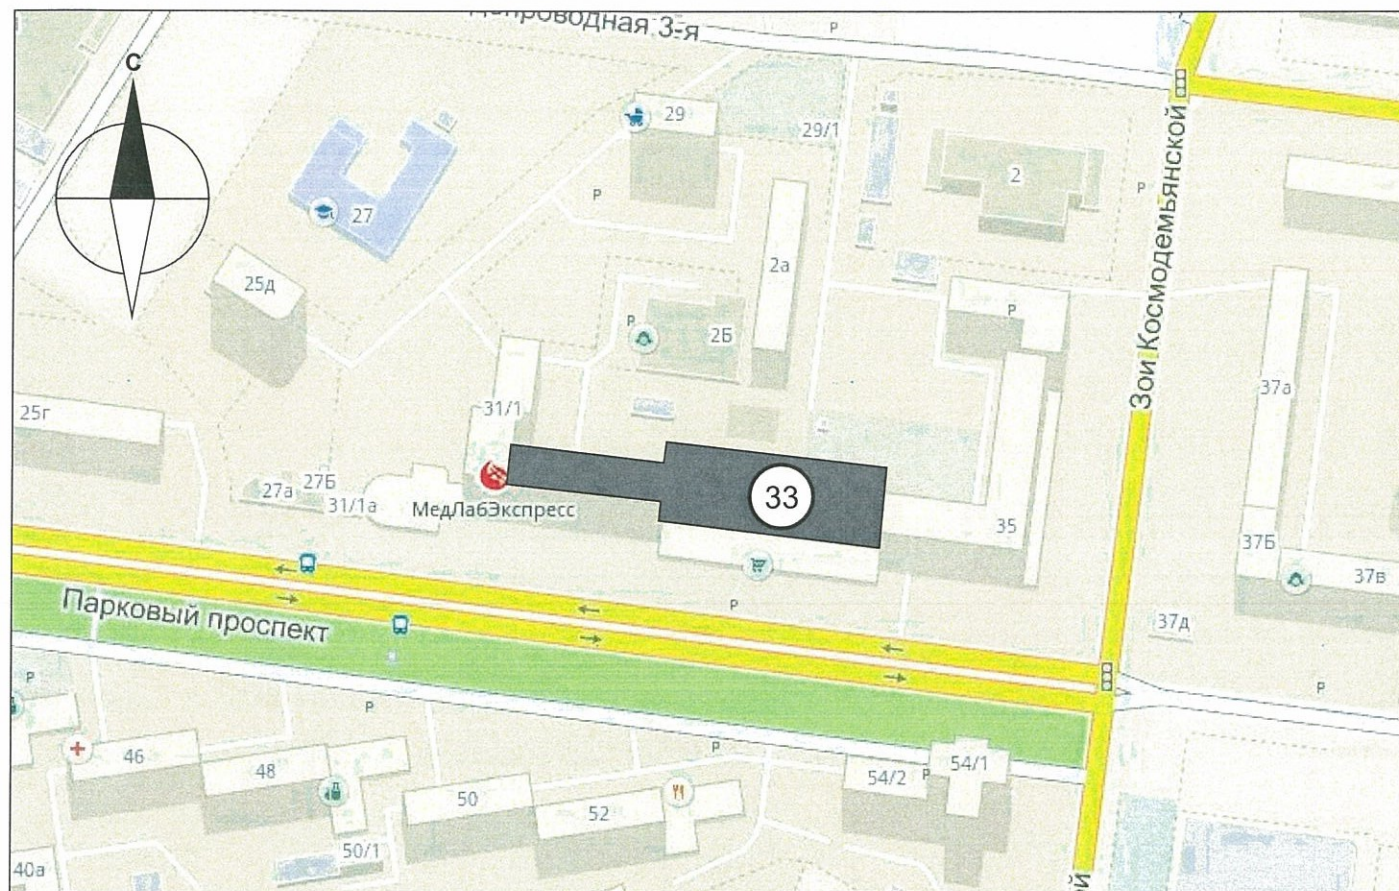 проводная 3-я
P
С
29
29/1
2
P
P
27
Зои Космодемьянской
25д
2а
P
P
2Б
37а
31/1
25г
33
27Б
27а
31/1а
МедЛабЭкспресс
35
37Б
37в
P
Парковый проспект
37д
P
P
P
P
46
48
54/2
P
54/1
50
52
50/1
40а
ой